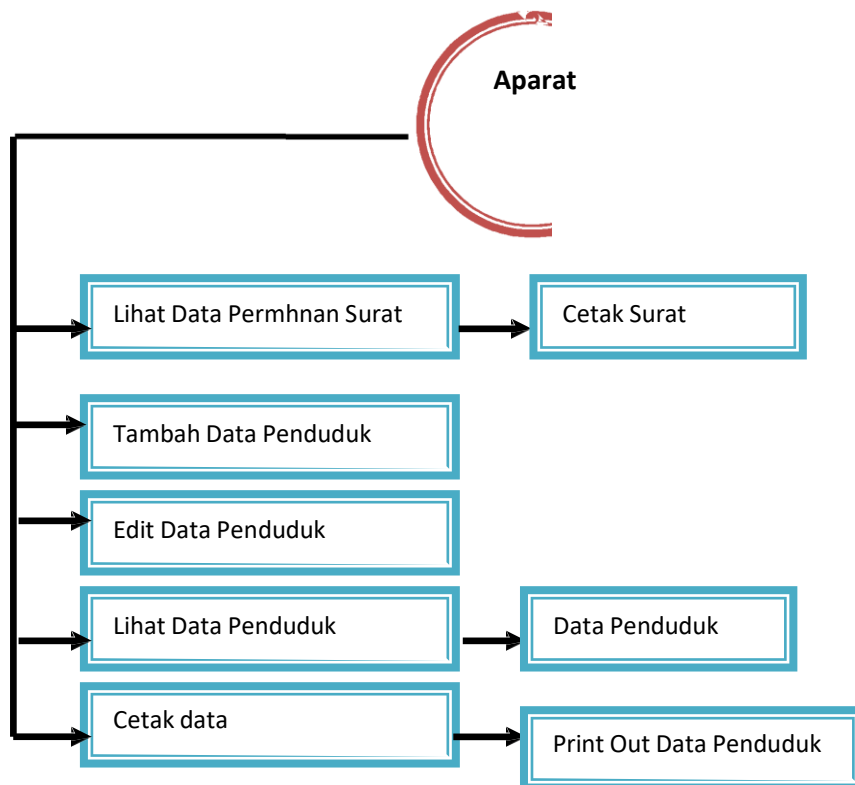 Aparat
Lihat Data Permhnan Surat
Cetak Surat
Tambah Data Penduduk
Edit Data Penduduk
Lihat Data Penduduk
Data Penduduk
Cetak data
Print Out Data Penduduk